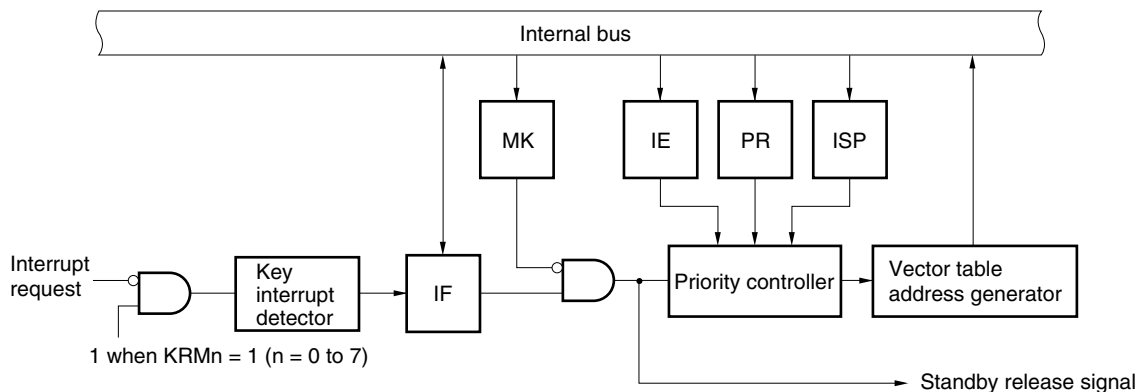 Internal bus
MK
IE
PR
ISP
Interrupt
request
Key
interrupt
detector
IF
Priority controller
Vector table
address generator
1 when KRMn = 1 (n = 0 to 7)
Standby release signal